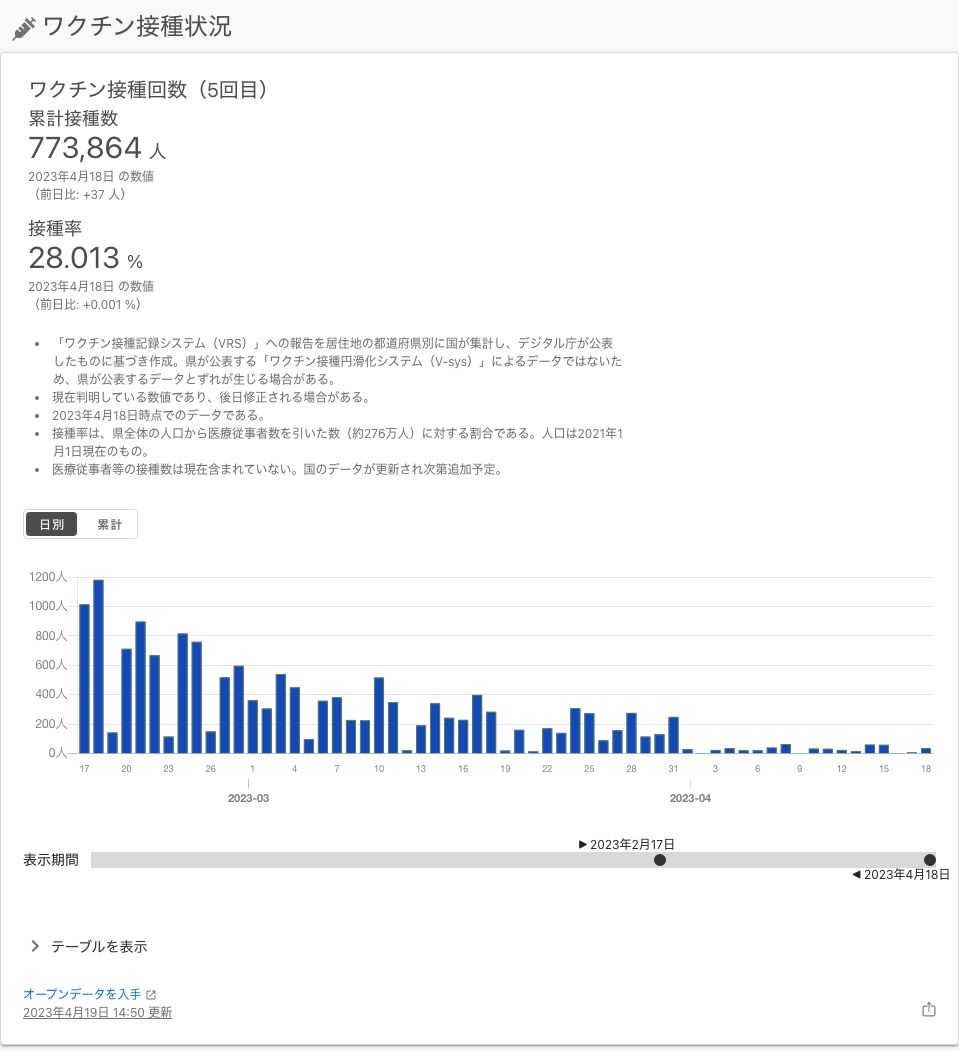 ワクチン接種状況
ワクチン接種回数（5回目）
累計接種数
773,864 人
2023年4月18日 の数値
（前日比: +37 人）
接種率
28.013 %
2023年4月18日 の数値
（前日比: +0.001 %）
• 「ワクチン接種記録システム（VRS）」への報告を居住地の都道府県別に国が集計し、デジタル庁が公表
したものに基づき作成。県が公表する「ワクチン接種円滑化システム（V-sys）」によるデータではないた
め、県が公表するデータとずれが生じる場合がある。
• 現在判明している数値であり、後日修正される場合がある。
• 2023年4月18日時点でのデータである。
• 接種率は、県全体の人口から医療従事者数を引いた数（約276万人）に対する割合である。人口は2021年1
月1日現在のもの。
• 医療従事者等の接種数は現在含まれていない。国のデータが更新され次第追加予定。
日別 累計
1200人
1000人
800人
600人
400人
200人
0人
17 20 23 26 1 4 7 10 13 16 19 22 25 28 31 3 6 9 12 15 18
2023-03 2023-04
▶ 2023年2月17日
表示期間
◀ 2023年4月18日
テーブルを表示
オープンデータを入手
2023年4月19日 14:50 更新